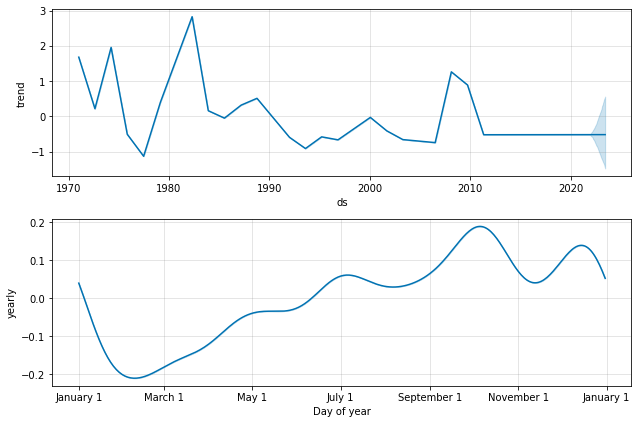 3
2
1
0
−1
trend
1970 1980 1990 2000 2010 2020
ds
0.2
0.1
0.0
−0.1
−0.2
yearly
January 1 March 1 May 1 July 1 September 1 November 1 January 1
Day of year